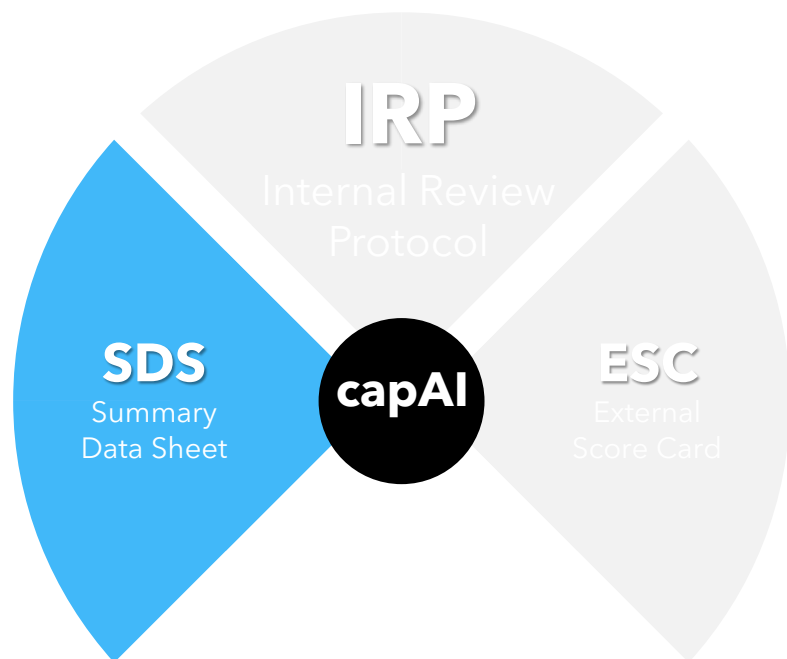 IRP
Internal Review
Protocol
SDS
Summary
Data Sheet
capAI
ESC
External
Score Card